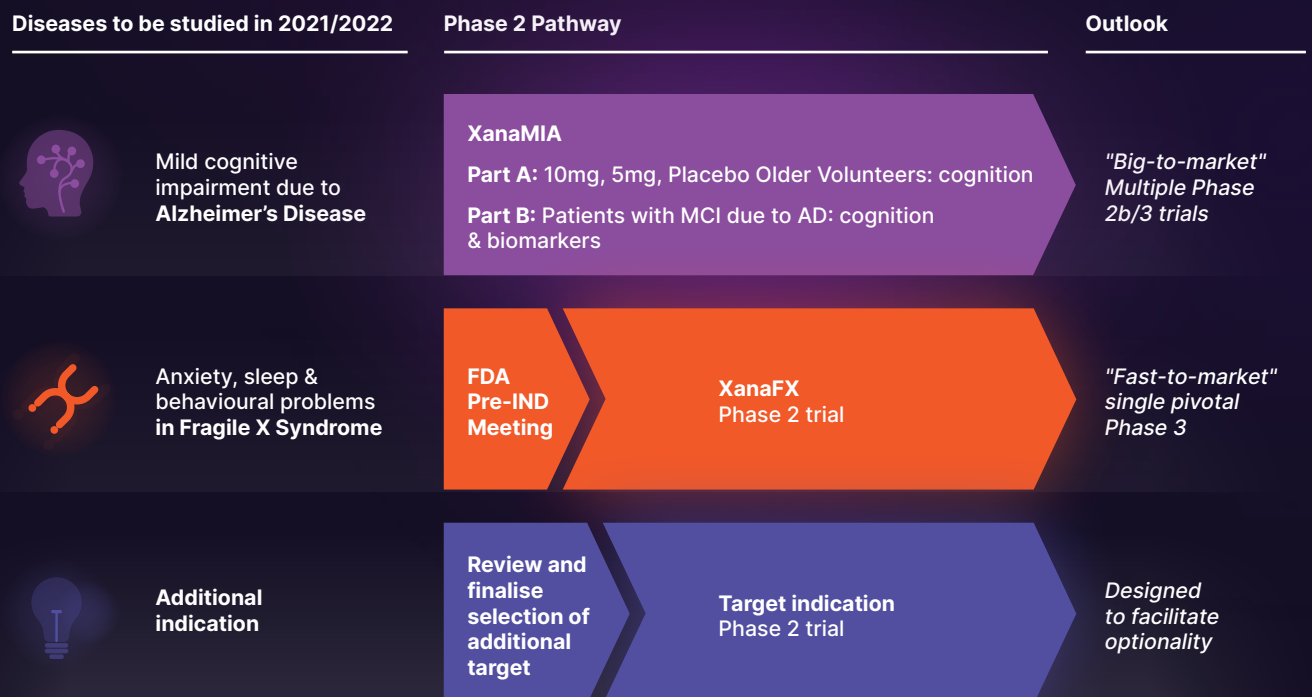 Diseases to be studied in 2021/2022
Phase 2 Pathway
Outlook
Mild cognitive
impairment due to
Alzheimer’s Disease
XanaMIA
Part A: 10mg, 5mg, Placebo Older Volunteers: cognition
Part B: Patients with MCI due to AD: cognition
& biomarkers
"Big-to-market"
Multiple Phase
2b/3 trials
Anxiety, sleep &
behavioural problems
in Fragile X Syndrome
FDA
Pre-IND
Meeting
XanaFX
Phase 2 trial
"Fast-to-market"
single pivotal
Phase 3
Additional
indication
Review and
finalise
selection of
additional
target
Target indication
Phase 2 trial
Designed
to facilitate
optionality